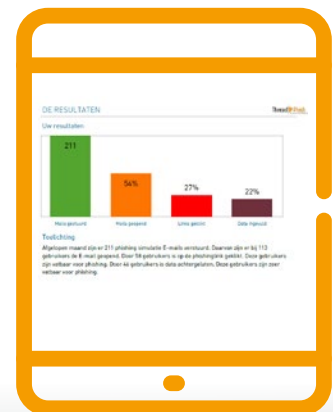 DE RESULTATEN
Uw resultaten
211
54%
27%
22%
Mails gestuurd Mails geopend Links geklikt Data ingevuld
Toelichting
Afgelopen maand zijn er 211 phishing simulatie E-mails verstuurd. Daarvan zijn er bij 113
gebruikers de E-mail geopend. Door 58 gebruikers is op de phishinglink geklikt. Deze gebruikers
zijn vatbaar voor phishing. Door 46 gebruikers is data achtergelaten. Deze gebruikers zijn zeer
vatbaar voor phishing.